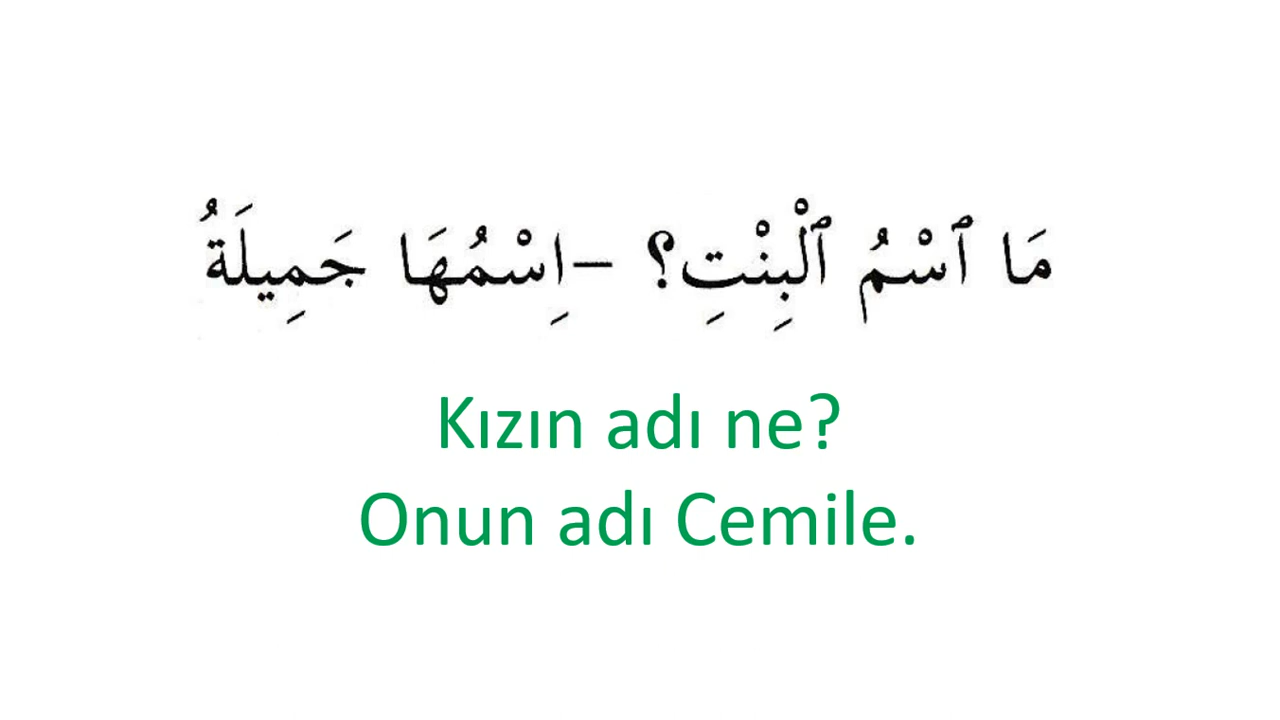 مَا ٱسْمُ ٱلْبِنْتِ؟ –اِسْمُهَا جَمِيلَةُ
Kızın adı ne?
Onun adı Cemile.